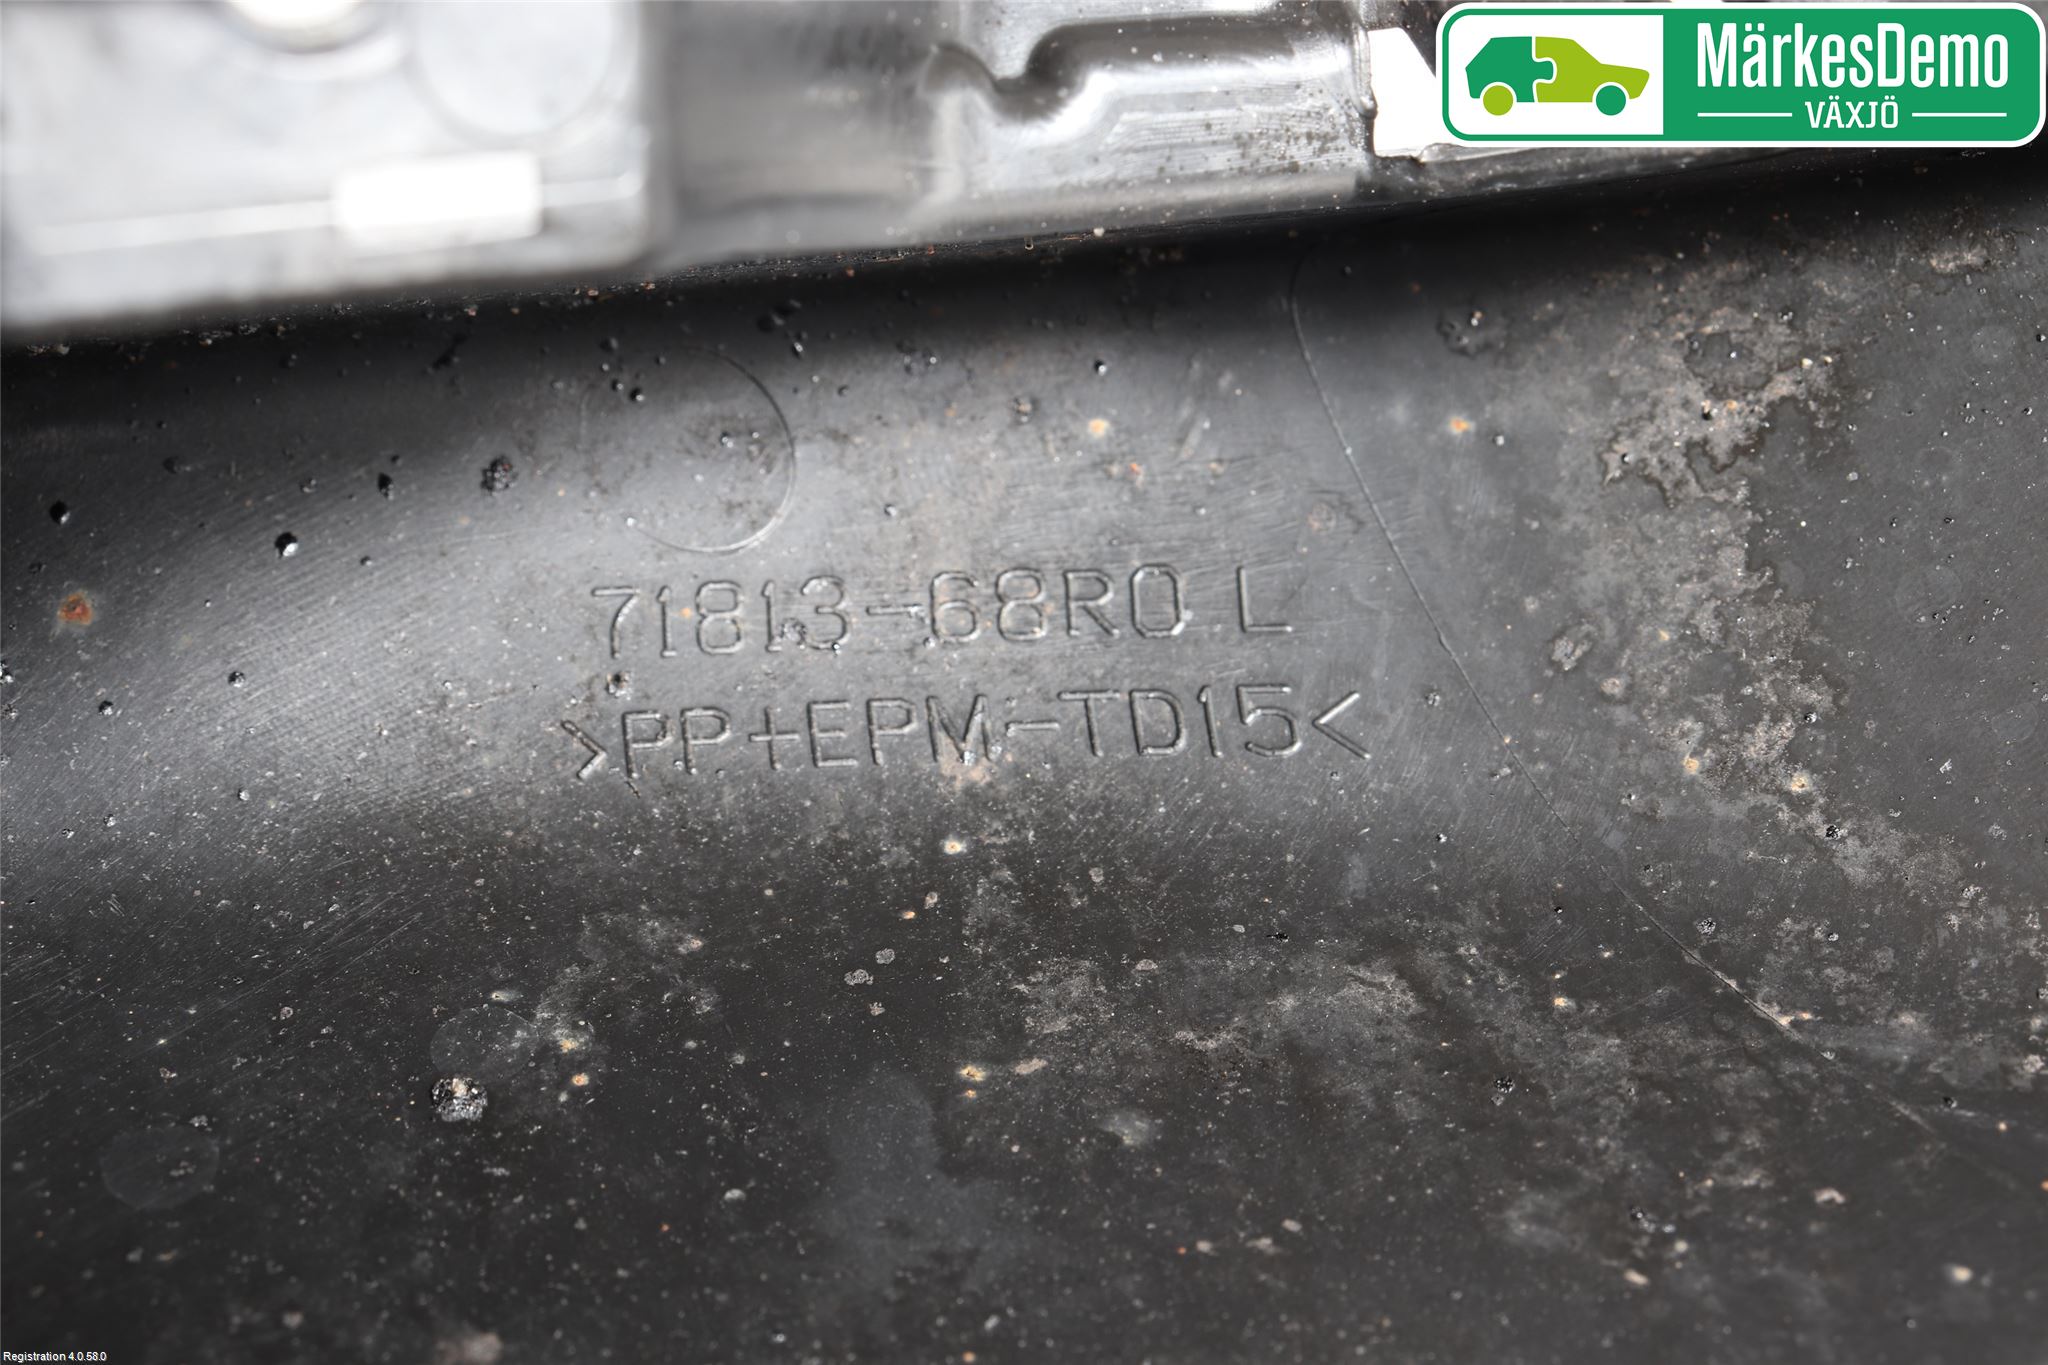 MärkesDemo
VÄXJÖ
71813-68R0 L
>PP+EPM-TD15<
Registration 4.0.58.0